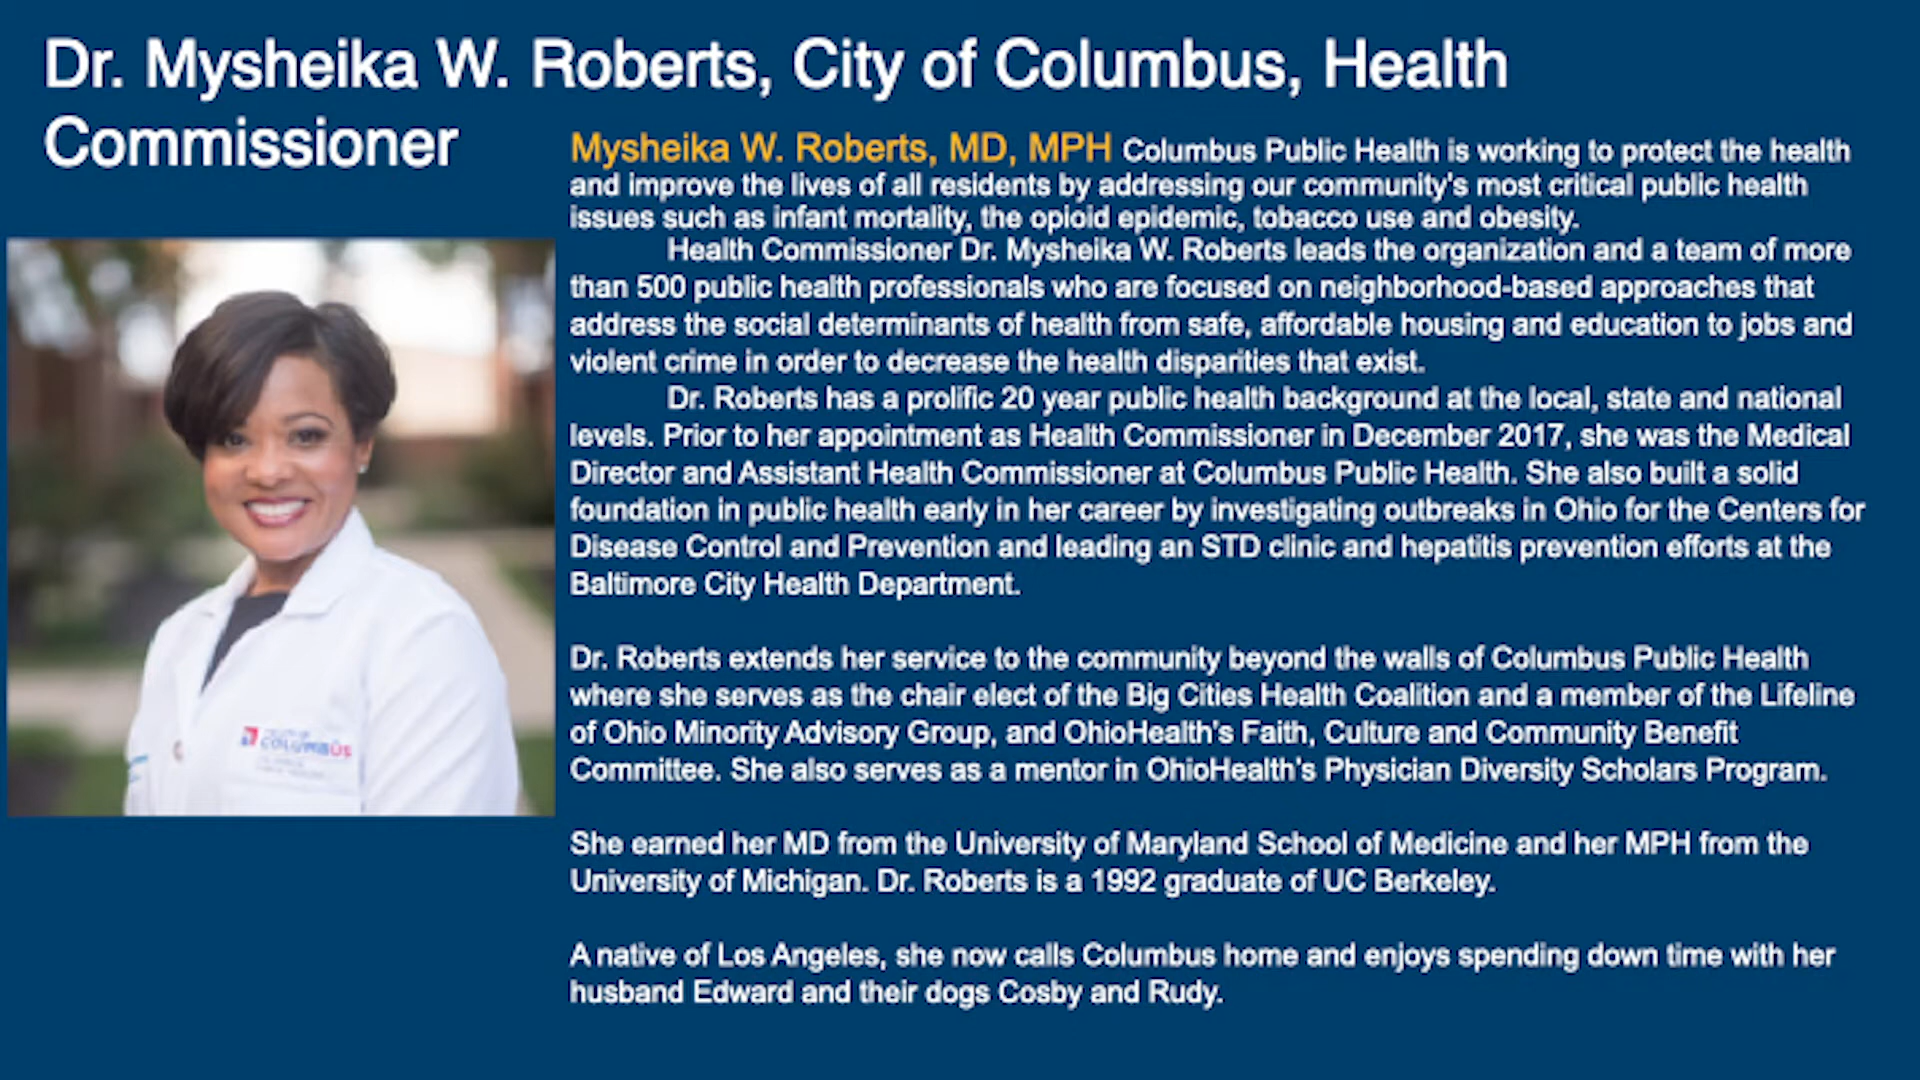 Dr. Mysheika W. Roberts, City of Columbus, Health
Commissioner
Mysheika W. Roberts, MD, MPH Columbus Public Health is working to protect the health
and improve the lives of all residents by addressing our community's most critical public health
issues such as infant mortality, the opioid epidemic, tobacco use and obesity.
Health Commissioner Dr. Mysheika W. Roberts leads the organization and a team of more
than 500 public health professionals who are focused on neighborhood-based approaches that
address the social determinants of health from safe, affordable housing and education to jobs and
violent crime in order to decrease the health disparities that exist.
Dr. Roberts has a prolific 20 year public health background at the local, state and national
levels. Prior to her appointment as Health Commissioner in December 2017, she was the Medical
Director and Assistant Health Commissioner at Columbus Public Health. She also built a solid
foundation in public health early in her career by investigating outbreaks in Ohio for the Centers for
Disease Control and Prevention and leading an STD clinic and hepatitis prevention efforts at the
Baltimore City Health Department.
Dr. Roberts extends her service to the community beyond the walls of Columbus Public Health
where she serves as the chair elect of the Big Cities Health Coalition and a member of the Lifeline
of Ohio Minority Advisory Group, and OhioHealth's Faith, Culture and Community Benefit
Committee. She also serves as a mentor in OhioHealth's Physician Diversity Scholars Program.
She earned her MD from the University of Maryland School of Medicine and her MPH from the
University of Michigan. Dr. Roberts is a 1992 graduate of UC Berkeley.
A native of Los Angeles, she now calls Columbus home and enjoys spending down time with her
husband Edward and their dogs Cosby and Rudy.
COLUMBUS